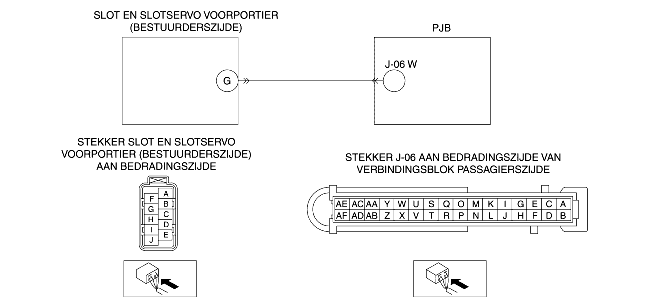 SLOT EN SLOTSERVO VOORPORTIER
(BESTUURDERSZIJDE)
PJB
G
J-06 W
STEKKER SLOT EN SLOTSERVO
VOORPORTIER (BESTUURDERSZIJDE)
AAN BEDRADINGSZIJDE
STEKKER J-06 AAN BEDRADINGSZIJDE VAN
VERBINDINGSBLOK PASSAGIERSZIJDE
A
F
B
G
C
H
D
I
E
J
AE AC AA Y W U S Q O M K I G E C A
AF AD AB Z X V T R P N L J H F D B